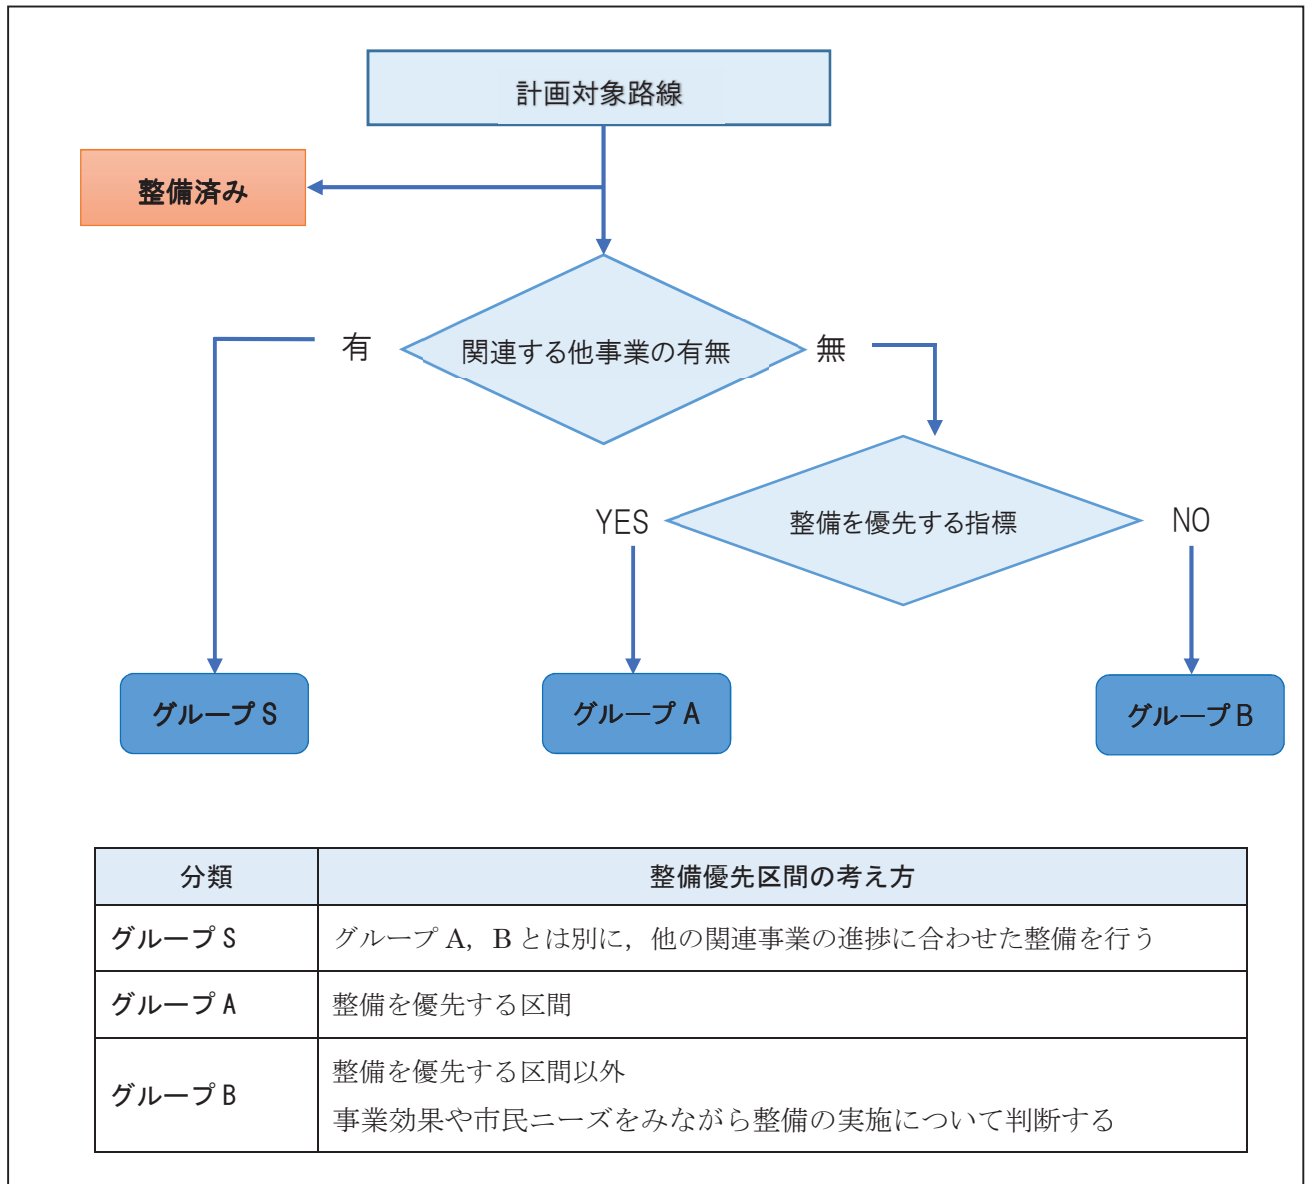 計画対象路線
整備済み
有
関連する他事業の有無
無
YES
整備を優先する指標
NO
グループS
グループA
グループB
分類
整備優先区間の考え方
グループS
グループ A，B とは別に，他の関連事業の進捗に合わせた整備を行う
グループA
整備を優先する区間
グループB
整備を優先する区間以外
事業効果や市民ニーズをみながら整備の実施について判断する